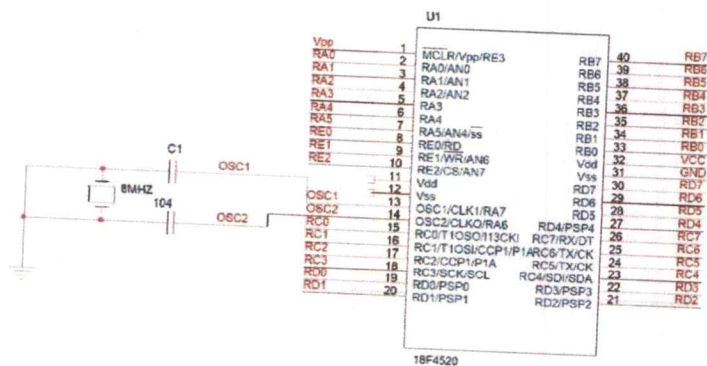 U1
Vpp 1 MCLR/Vpp/RE3
RA0 2 RA0/AN0
RA1 3 RA1/AN1
RA2 4 RA2/AN2
RA3 5 RA3
RA4 6 RA4
RA5 7 RA5/AN4/ss
RE0 8 RE0/RD
RE1 9 RE1/WR/AN6
RE2 10 RE2/CS/AN7
11 Vdd
12 Vss
OSC1 13 OSC1/CLK1/RA7
OSC2 14 OSC2/CLKO/RA6
RC0 15 RC0/T1OSO/I13CKI
RC1 16 RC1/T1OSI/CCP1/P1A
RC2 17 RC2/CCP1/P1A
RC3 18 RC3/SCK/SCL
RD0 19 RD0/PSP0
RD1 20 RD1/PSP1
RB7 40 RB7
RB6 39 RB6
RB5 38 RB5
RB4 37 RB4
RB3 36 RB3
RB2 35 RB2
RB1 34 RB1
RB0 33 RB0
Vdd 32 VCC
Vss 31 GND
RD7 30 RD7
RD6 29 RD6
RD5 28 RD5
RD4/PSP4 27 RD4
RC7/RX/DT 26 RC7
RC6/TX/CK 25 RC6
RC5/TX/CK 24 RC5
RC4/SDI/SDA 23 RC4
RD3/PSP3 22 RD3
RD2/PSP2 21 RD2
18F4520
C1
OSC1
8MHZ
104
OSC2